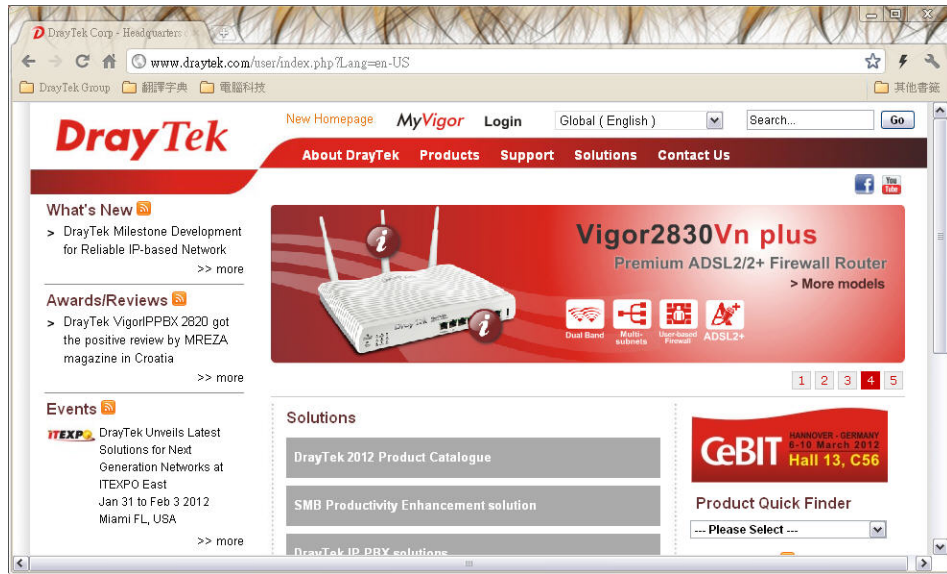 DrayTek Corp - Headquarters
www.draytek.com/user/index.php?Lang=en-US
DrayTek Group 翻譯字典 電腦科技 其他書籤
DrayTek
New Homepage MyVigor Login Global ( English ) Search... Go
About DrayTek Products Support Solutions Contact Us
You Tube
What's New
> DrayTek Milestone Development
for Reliable IP-based Network
>> more
Awards/Reviews
> DrayTek VigorIPPBX 2820 got
the positive review by MREZA
magazine in Croatia
>> more
Events
ITEXPO DrayTek Unveils Latest
Solutions for Next
Generation Networks at
ITEXPO East
Jan 31 to Feb 3 2012
Miami FL, USA
>> more
Vigor2830Vn plus
Premium ADSL2/2+ Firewall Router
> More models
Dual Band
Multi-subnets
User-based Firewall
ADSL2+
1 2 3 4 5
Solutions
DrayTek 2012 Product Catalogue
SMB Productivity Enhancement solution
DrayTek IP PBX solutions
CeBIT
HANNOVER - GERMANY
6-10 March 2012
Hall 13, C56
Product Quick Finder
--- Please Select ---